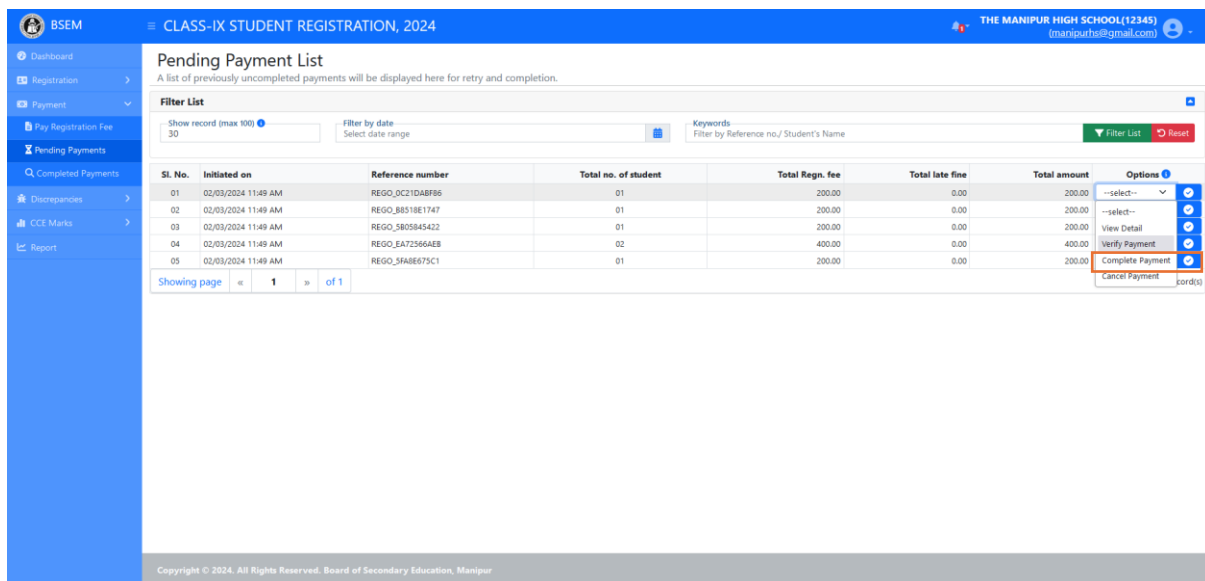 BSEM
CLASS-IX STUDENT REGISTRATION, 2024
1
THE MANIPUR HIGH SCHOOL(12345)
(manipurhs@gmail.com)
Dashboard
Registration
Payment
Pay Registration Fee
Pending Payments
Completed Payments
Discrepancies
CCE Marks
Report
Pending Payment List
A list of previously uncompleted payments will be displayed here for retry and completion.
Filter List
Show record (max 100)
30
Filter by date
Select date range
Keywords
Filter by Reference no./ Student's Name
Filter List
Reset
Sl. No. Initiated on Reference number Total no. of student Total Regn. fee Total late fine Total amount Options
01 02/03/2024 11:49 AM REGO_0C21DABF86 01 200.00 0.00 200.00 --select--
02 02/03/2024 11:49 AM REGO_B8518E1747 01 200.00 0.00 200.00
03 02/03/2024 11:49 AM REGO_5B05845422 01 200.00 0.00 200.00
04 02/03/2024 11:49 AM REGO_EA72566AEB 02 400.00 0.00 400.00
05 02/03/2024 11:49 AM REGO_5FA8E675C1 01 200.00 0.00 200.00
--select--
View Detail
Verify Payment
Complete Payment
Cancel Payment
Showing page « 1 » of 1
cord(s)
Copyright © 2024. All Rights Reserved. Board of Secondary Education, Manipur